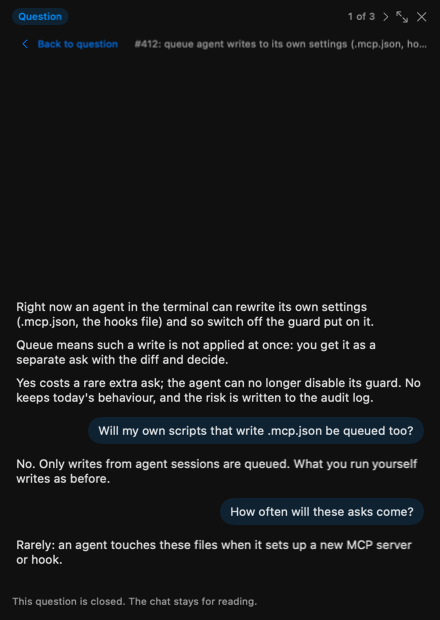 Question
1 of 3
Back to question
#412: queue agent writes to its own settings (.mcp.json, ho...
Right now an agent in the terminal can rewrite its own settings
(.mcp.json, the hooks file) and so switch off the guard put on it.
Queue means such a write is not applied at once: you get it as a
separate ask with the diff and decide.
Yes costs a rare extra ask; the agent can no longer disable its guard. No
keeps today's behaviour, and the risk is written to the audit log.
Will my own scripts that write .mcp.json be queued too?
No. Only writes from agent sessions are queued. What you run yourself
writes as before.
How often will these asks come?
Rarely: an agent touches these files when it sets up a new MCP server
or hook.
This question is closed. The chat stays for reading.